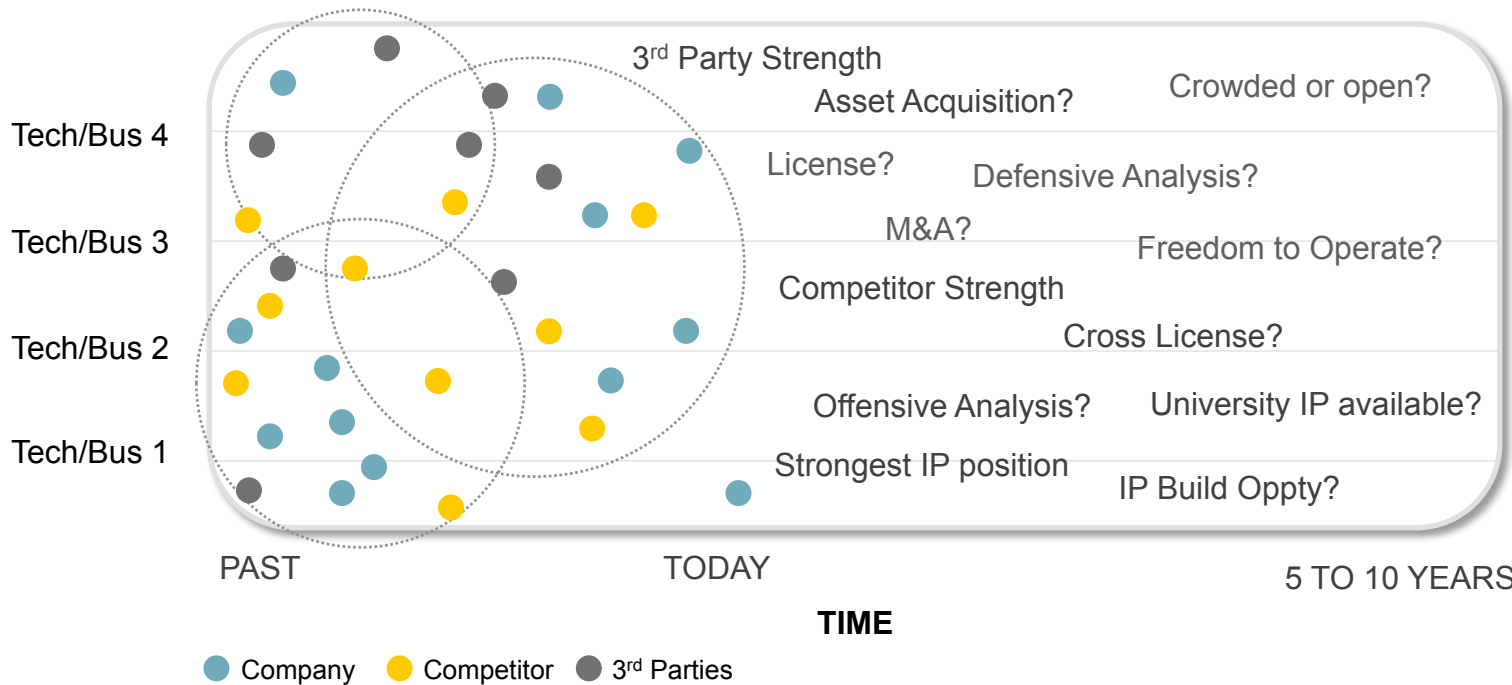 3rd Party Strength
Crowded or open?
Asset Acquisition?
Tech/Bus 4
License?
Defensive Analysis?
M&A?
Tech/Bus 3
Freedom to Operate?
Competitor Strength
Cross License?
Tech/Bus 2
Offensive Analysis?
University IP available?
Tech/Bus 1
Strongest IP position
IP Build Oppty?
PAST
TODAY
5 TO 10 YEARS
TIME
Company
Competitor
3rd Parties